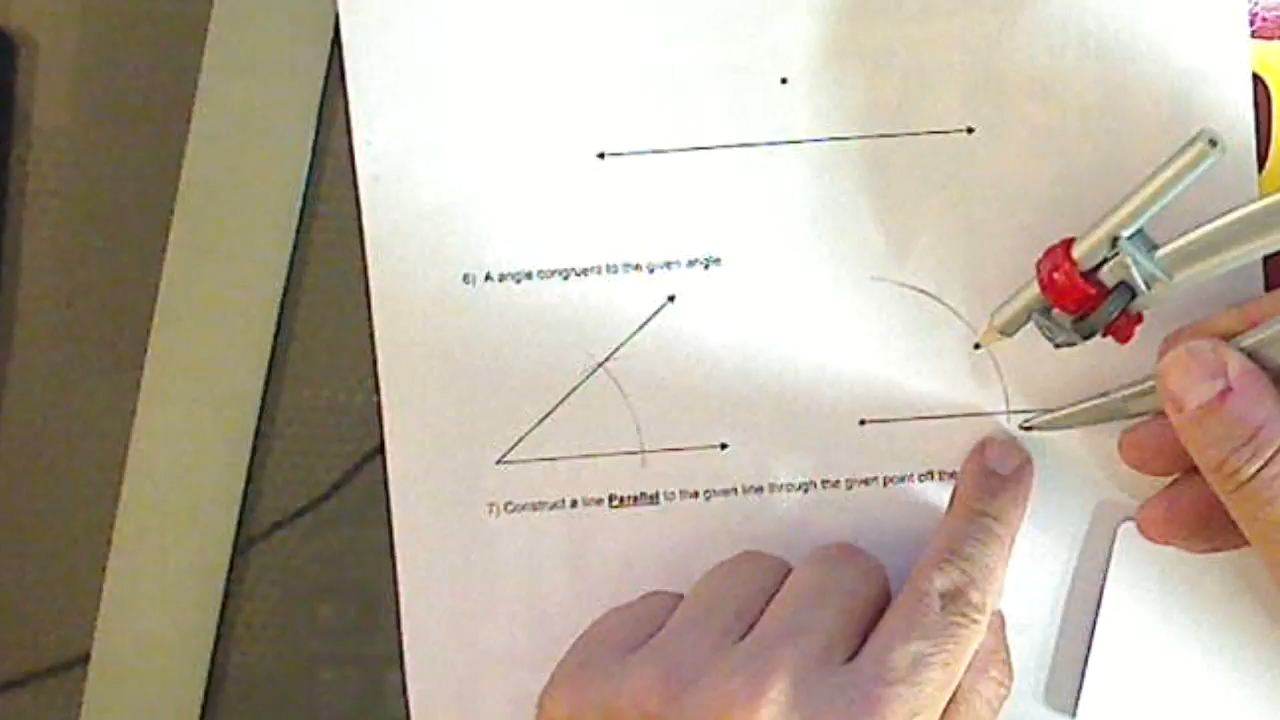 6) A angle congruent to the given angle
7) Construct a line Parallel to the given line through the given point off the